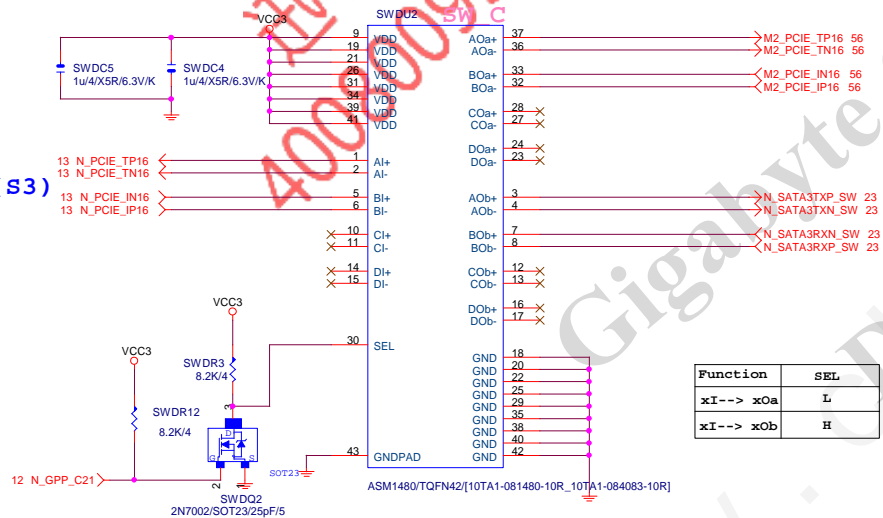 SW_C
SWDU2
VCC3
SWDC5
1u/4/X5R/6.3V/K
SWDC4
1u/4/X5R/6.3V/K
9 VDD
19 VDD
21 VDD
26 VDD
31 VDD
34 VDD
39 VDD
41 VDD
AOa+ 37 M2_PCIE_TP16 56
AOa- 36 M2_PCIE_TN16 56
BOa+ 33 M2_PCIE_IN16 56
BOa- 32 M2_PCIE_IP16 56
COa+ 28
COa- 27
DOa+ 24
DOa- 23
13 N_PCIE_TP16 1 AI+
13 N_PCIE_TN16 2 AI-
S3)
13 N_PCIE_IN16 5 BI+
13 N_PCIE_IP16 6 BI-
10 CI+
11 CI-
14 DI+
15 DI-
AOb+ 3 N_SATA3TXP_SW 23
AOb- 4 N_SATA3TXN_SW 23
BOb+ 7 N_SATA3RXN_SW 23
BOb- 8 N_SATA3RXP_SW 23
COb+ 12
COb- 13
DOb+ 16
DOb- 17
VCC3
30 SEL
SWDR3
8.2K/4
VCC3
SWDR12
8.2K/4
GND 18
GND 20
GND 22
GND 25
GND 29
GND 35
GND 38
GND 40
GND 42
Function SEL
xI--> xOa L
xI--> xOb H
3
D
G S
2 1
43 GNDPAD
SOT23
12 N_GPP_C21
SWDQ2
2N7002/SOT23/25pF/5
ASM1480/TQFN42/[10TA1-081480-10R_10TA1-084083-10R]
Gigabyte